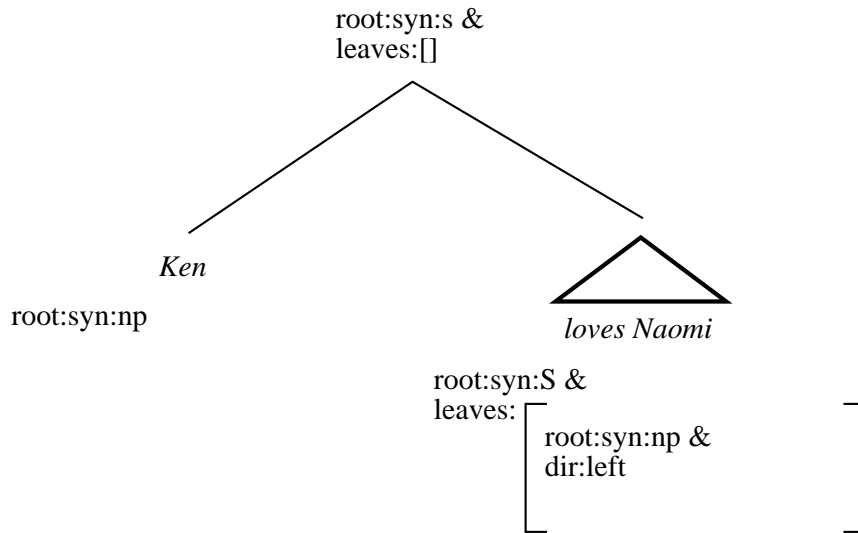 root:syn:s &
leaves:[]
Ken
root:syn:np
loves Naomi
root:syn:S &
leaves:
root:syn:np &
dir:left